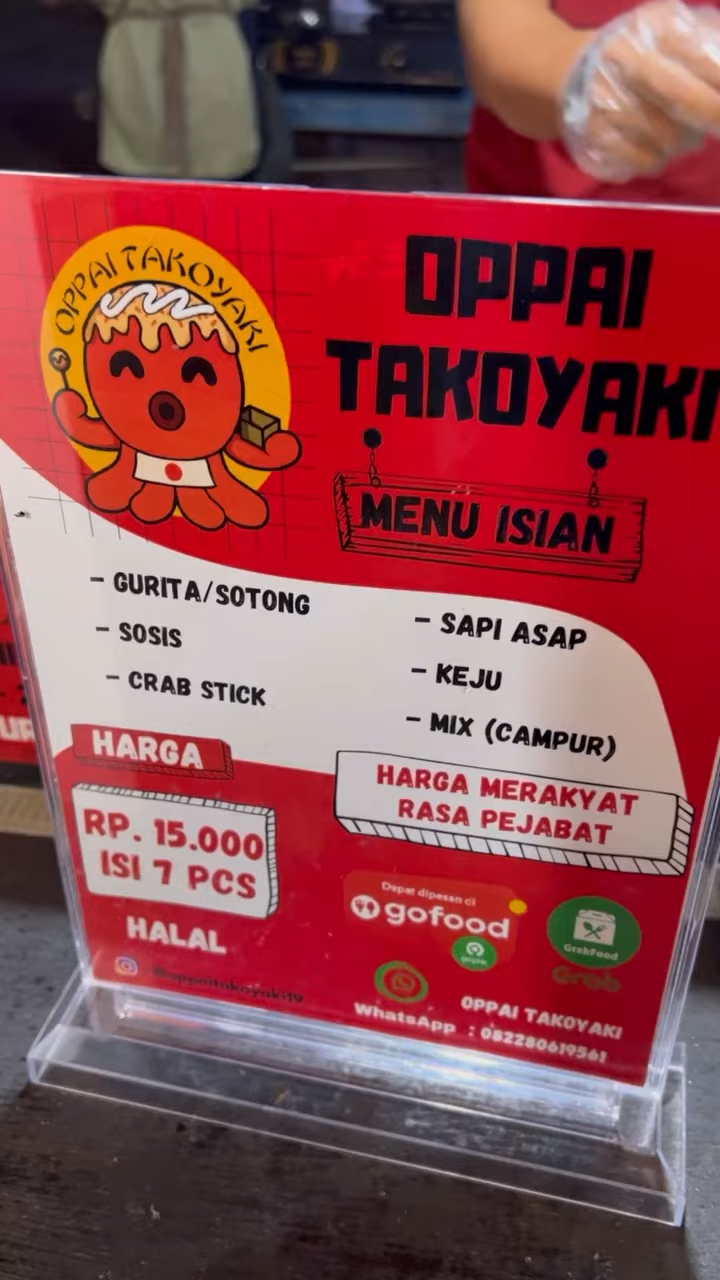 OPPAI TAKOYAKI
OPPAI
TAKOYAKI
MENU ISIAN
- GURITA/SOTONG
- SOSIS
- CRAB STICK
- SAPI ASAP
- KEJU
- MIX (CAMPUR)
HARGA
RP. 15.000
ISI 7 PCS
HARGA MERAKYAT
RASA PEJABAT
HALAL
Dapat dipesan di
gofood
gojek
GrabFood
Grab
@oppaitakoyaki19
OPPAI TAKOYAKI
WhatsApp : 082280619561